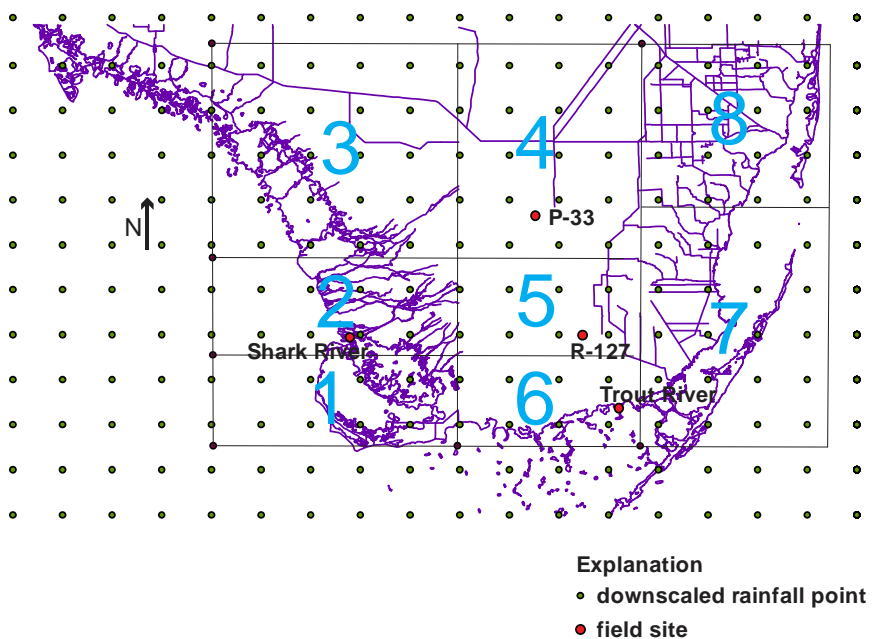 8
3
4
P-33
N
2
5
7
Shark River
R-127
1
6
Trout River
Explanation
downscaled rainfall point
field site